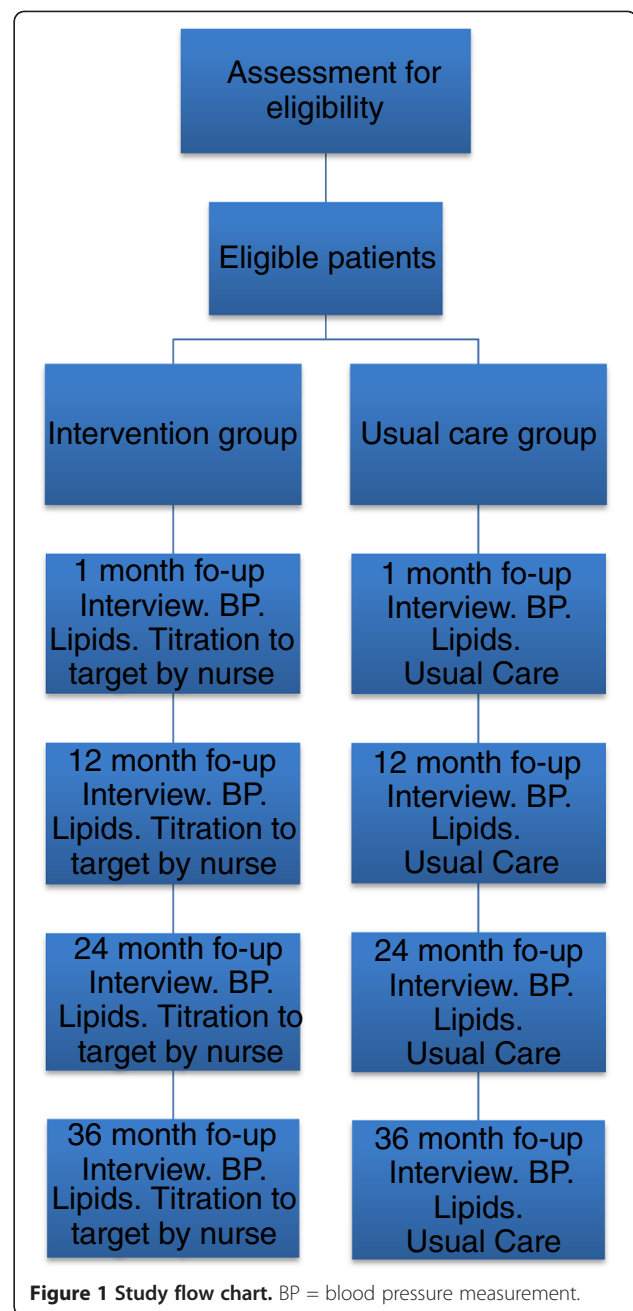 Assessment for
eligibility
Eligible patients
Intervention group
Usual care group
1 month fo-up
Interview. BP.
Lipids. Titration to
target by nurse
1 month fo-up
Interview. BP.
Lipids.
Usual Care
12 month fo-up
Interview. BP.
Lipids. Titration to
target by nurse
12 month fo-up
Interview. BP.
Lipids.
Usual Care
24 month fo-up
Interview. BP.
Lipids. Titration to
target by nurse
24 month fo-up
Interview. BP.
Lipids.
Usual Care
36 month fo-up
Interview. BP.
Lipids. Titration to
target by nurse
36 month fo-up
Interview. BP.
Lipids.
Usual Care
Figure 1 Study flow chart. BP = blood pressure measurement.